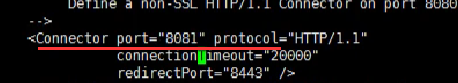 Define a non-SSL HTTP/1.1 Connector on port 8080
-->
<Connector port="8081" protocol="HTTP/1.1"
connectionTimeout="20000"
redirectPort="8443" />